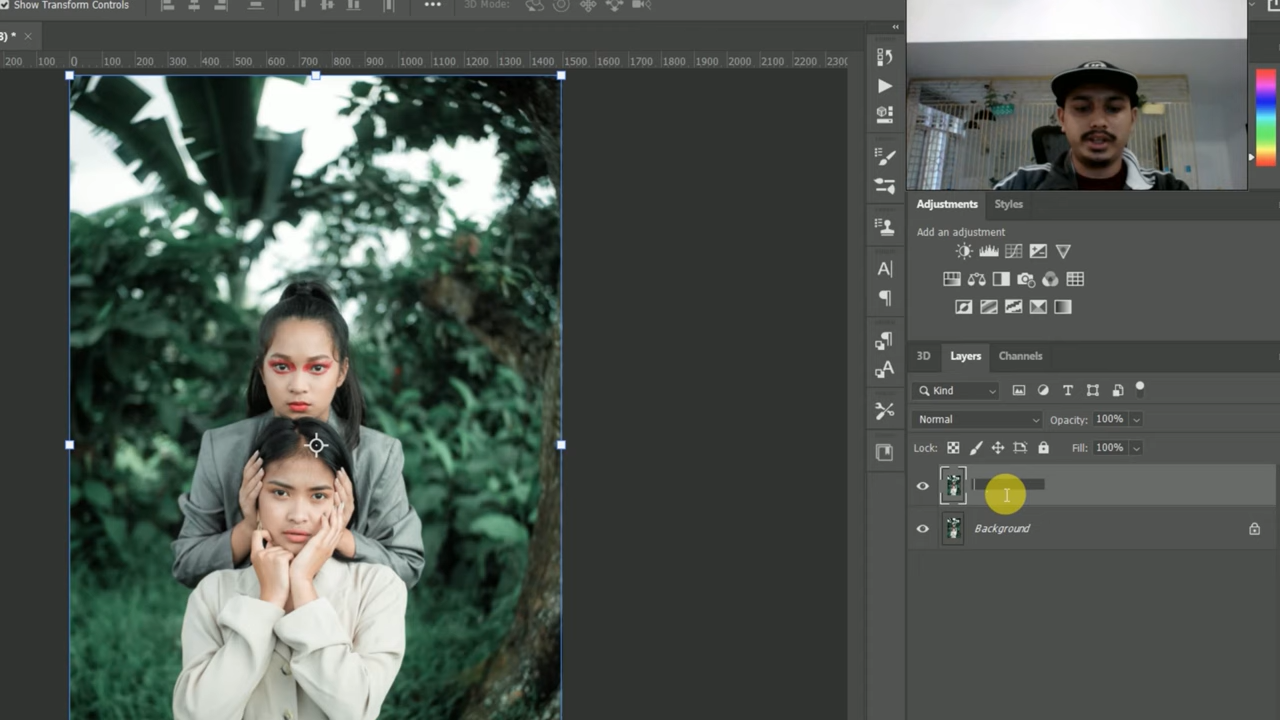 Show Transform Controls
3D Mode:
) *
200 100 0 100 200 300 400 500 600 700 800 900 1000 1100 1200 1300 1400 1500 1600 1700 1800 1900 2000 2100 2200 2300
Adjustments Styles
Add an adjustment
3D Layers Channels
Kind
Normal Opacity: 100%
Lock: Fill: 100%
Background